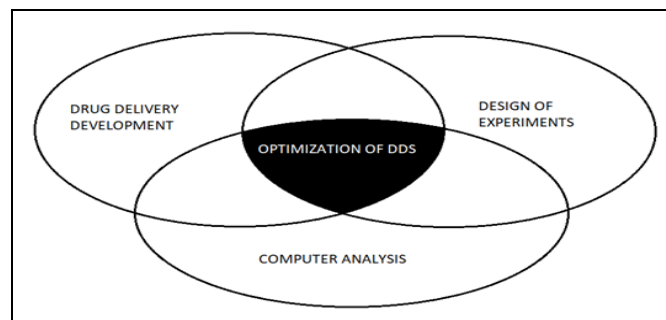 DRUG DELIVERY
DEVELOPMENT
DESIGN OF
EXPERIMENTS
OPTIMIZATION OF DDS
COMPUTER ANALYSIS